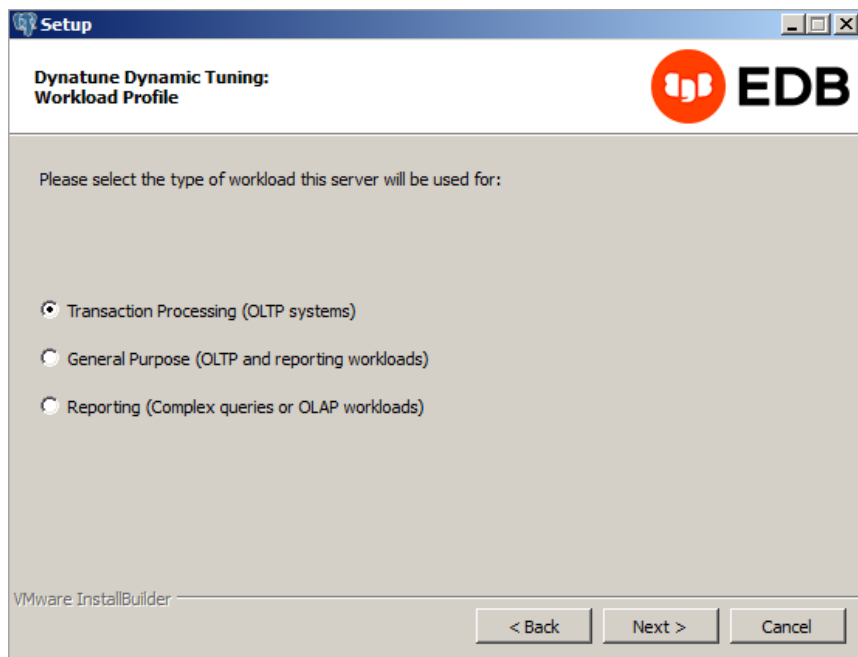 Setup
Dynatune Dynamic Tuning:
Workload Profile
EDB
Please select the type of workload this server will be used for:
Transaction Processing (OLTP systems)
General Purpose (OLTP and reporting workloads)
Reporting (Complex queries or OLAP workloads)
VMware InstallBuilder
< Back
Next >
Cancel